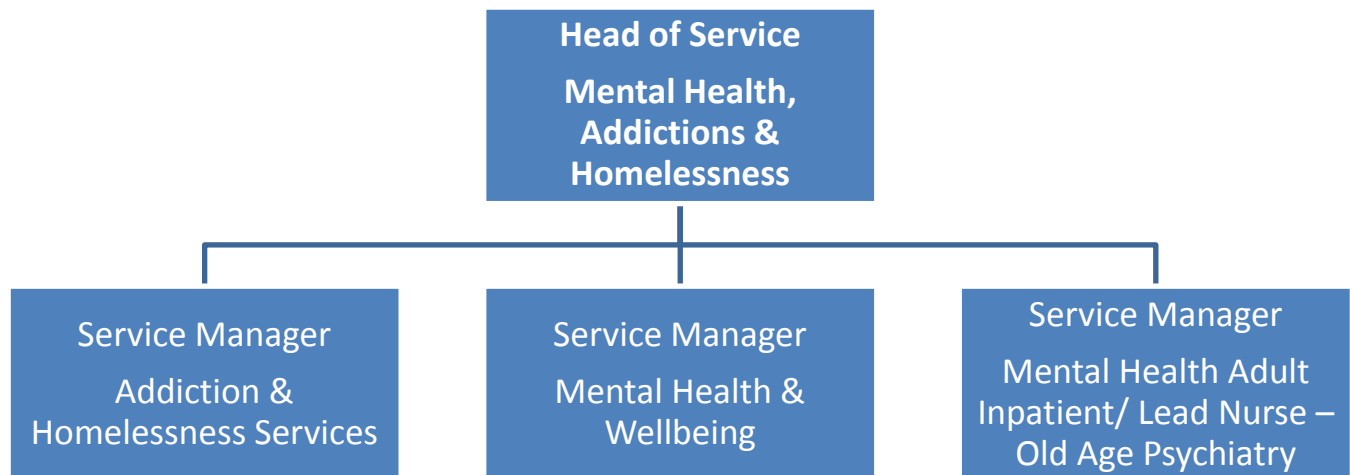 Head of Service
Mental Health,
Addictions &
Homelessness
Service Manager
Addiction &
Homelessness Services
Service Manager
Mental Health &
Wellbeing
Service Manager
Mental Health Adult
Inpatient/ Lead Nurse –
Old Age Psychiatry